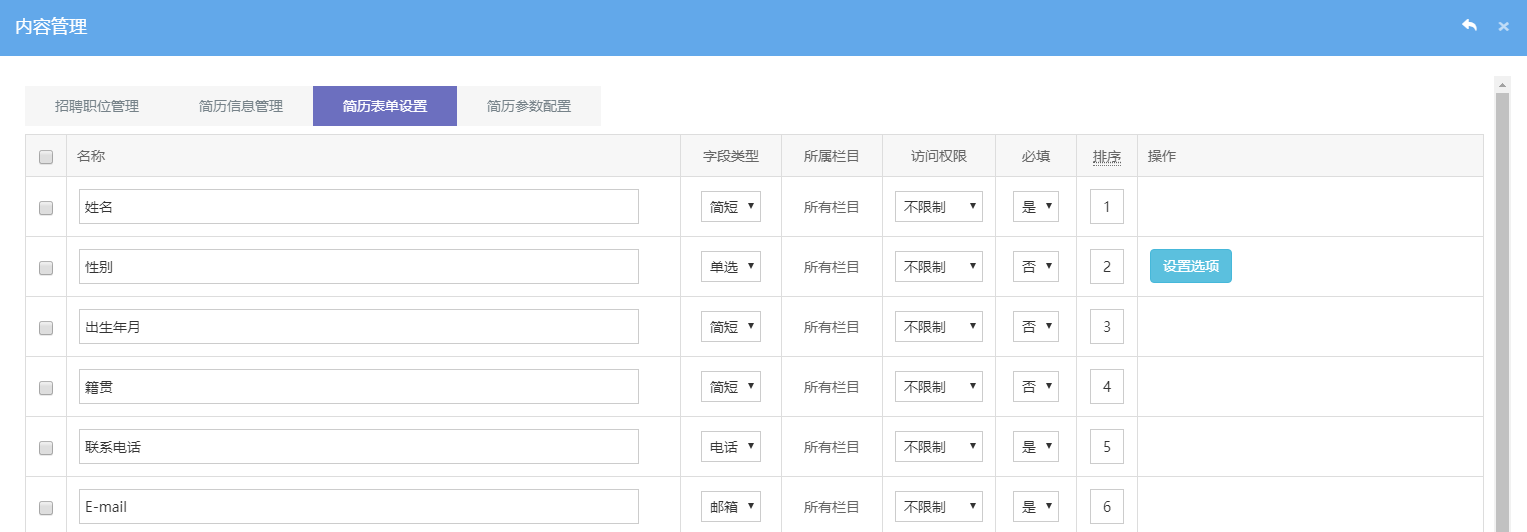 内容管理
招聘职位管理 简历信息管理 简历表单设置 简历参数配置
名称 字段类型 所属栏目 访问权限 必填 排序 操作
姓名 简短 所有栏目 不限制 是 1
性别 单选 所有栏目 不限制 否 2 设置选项
出生年月 简短 所有栏目 不限制 否 3
籍贯 简短 所有栏目 不限制 否 4
联系电话 电话 所有栏目 不限制 是 5
E-mail 邮箱 所有栏目 不限制 是 6